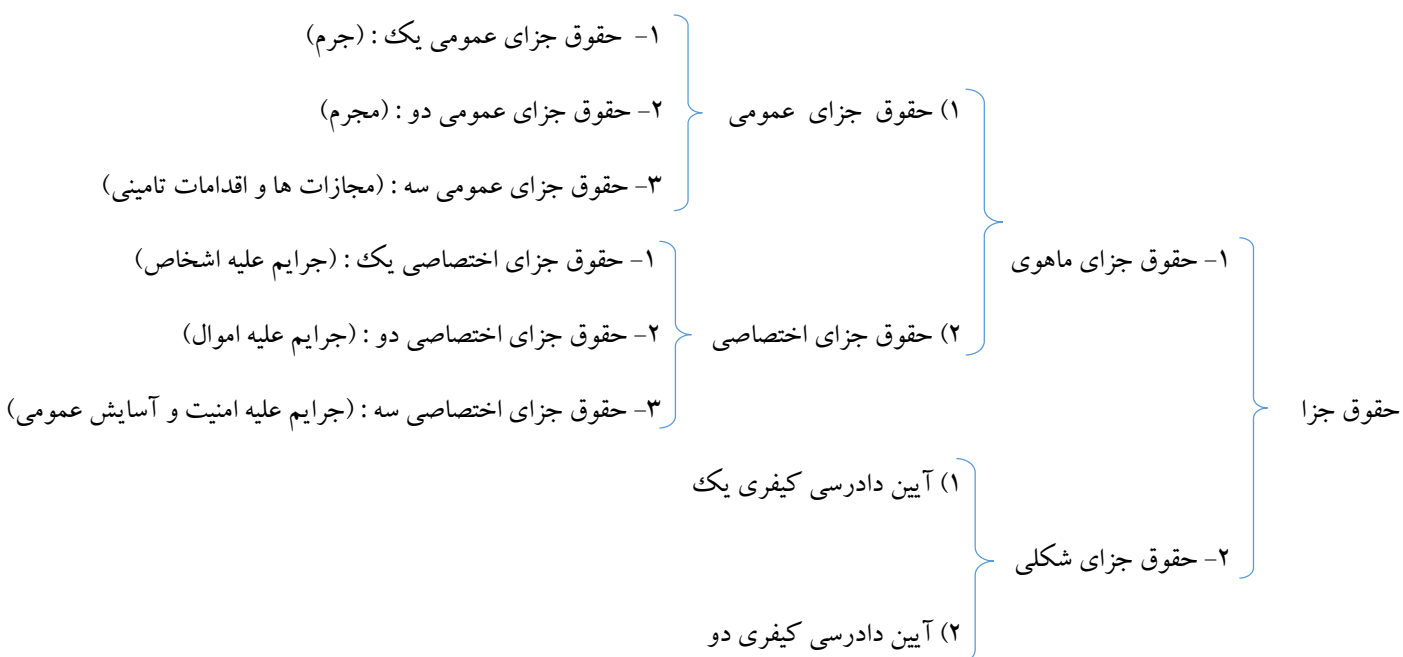 ۱- حقوق جزای عمومی یک : (جرم)
۱) حقوق جزای عمومی
۲- حقوق جزای عمومی دو : (مجرم)
۳- حقوق جزای عمومی سه : (مجازات ها و اقدامات تامینی)
۱- حقوق جزای ماهوی
۱- حقوق جزای اختصاصی یک : (جرایم علیه اشخاص)
۲) حقوق جزای اختصاصی
۲- حقوق جزای اختصاصی دو : (جرایم علیه اموال)
حقوق جزا
۳- حقوق جزای اختصاصی سه : (جرایم علیه امنیت و آسایش عمومی)
۱) آیین دادرسی کیفری یک
۲- حقوق جزای شکلی
۲) آیین دادرسی کیفری دو